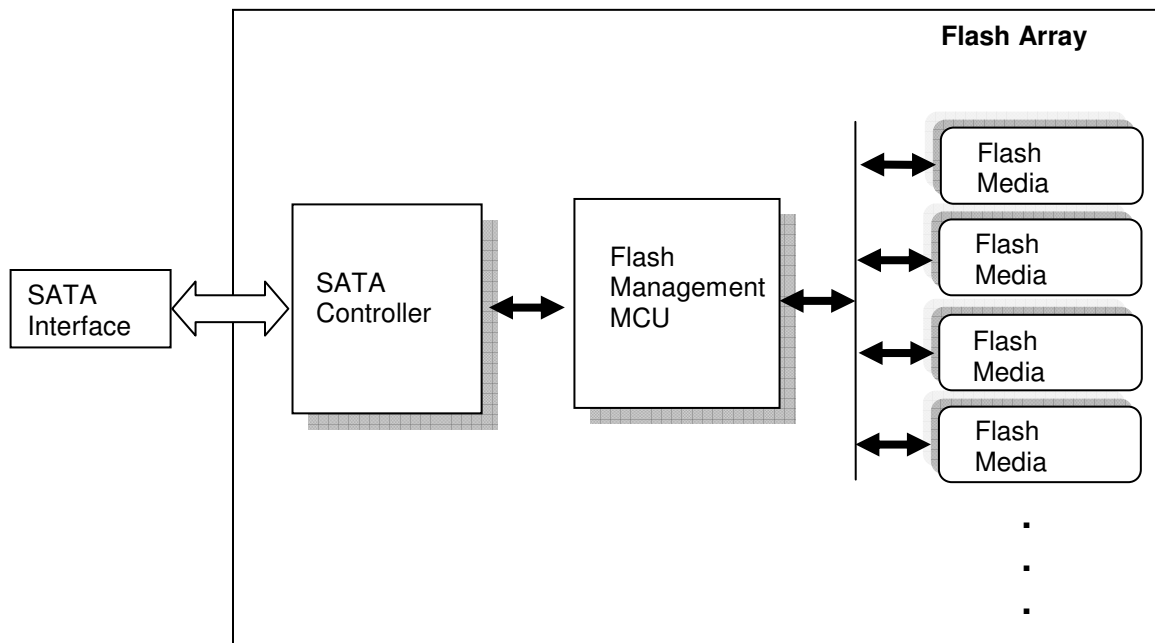 Flash Array
SATA
Interface
SATA
Controller
Flash
Management
MCU
Flash
Media
Flash
Media
Flash
Media
Flash
Media
.
.
.